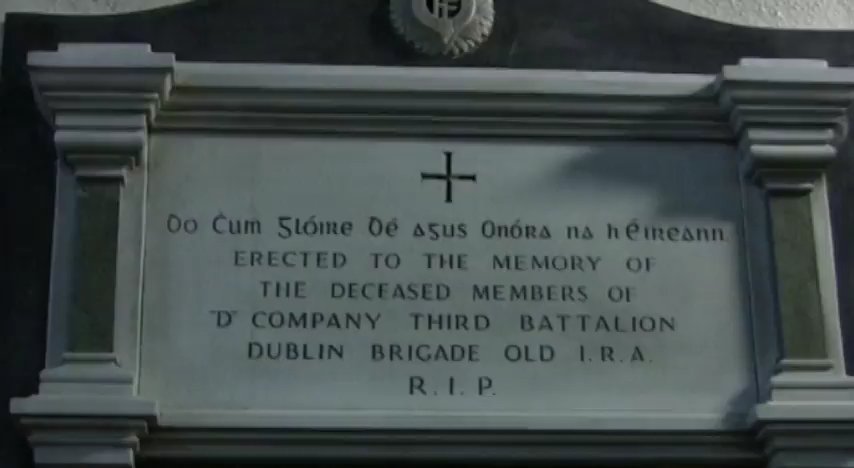 Do Ċum Glóire Dé agus Onóra na hÉireann
ERECTED TO THE MEMORY OF
THE DECEASED MEMBERS OF
"D" COMPANY THIRD BATTALION
DUBLIN BRIGADE OLD I.R.A.
R.I.P.